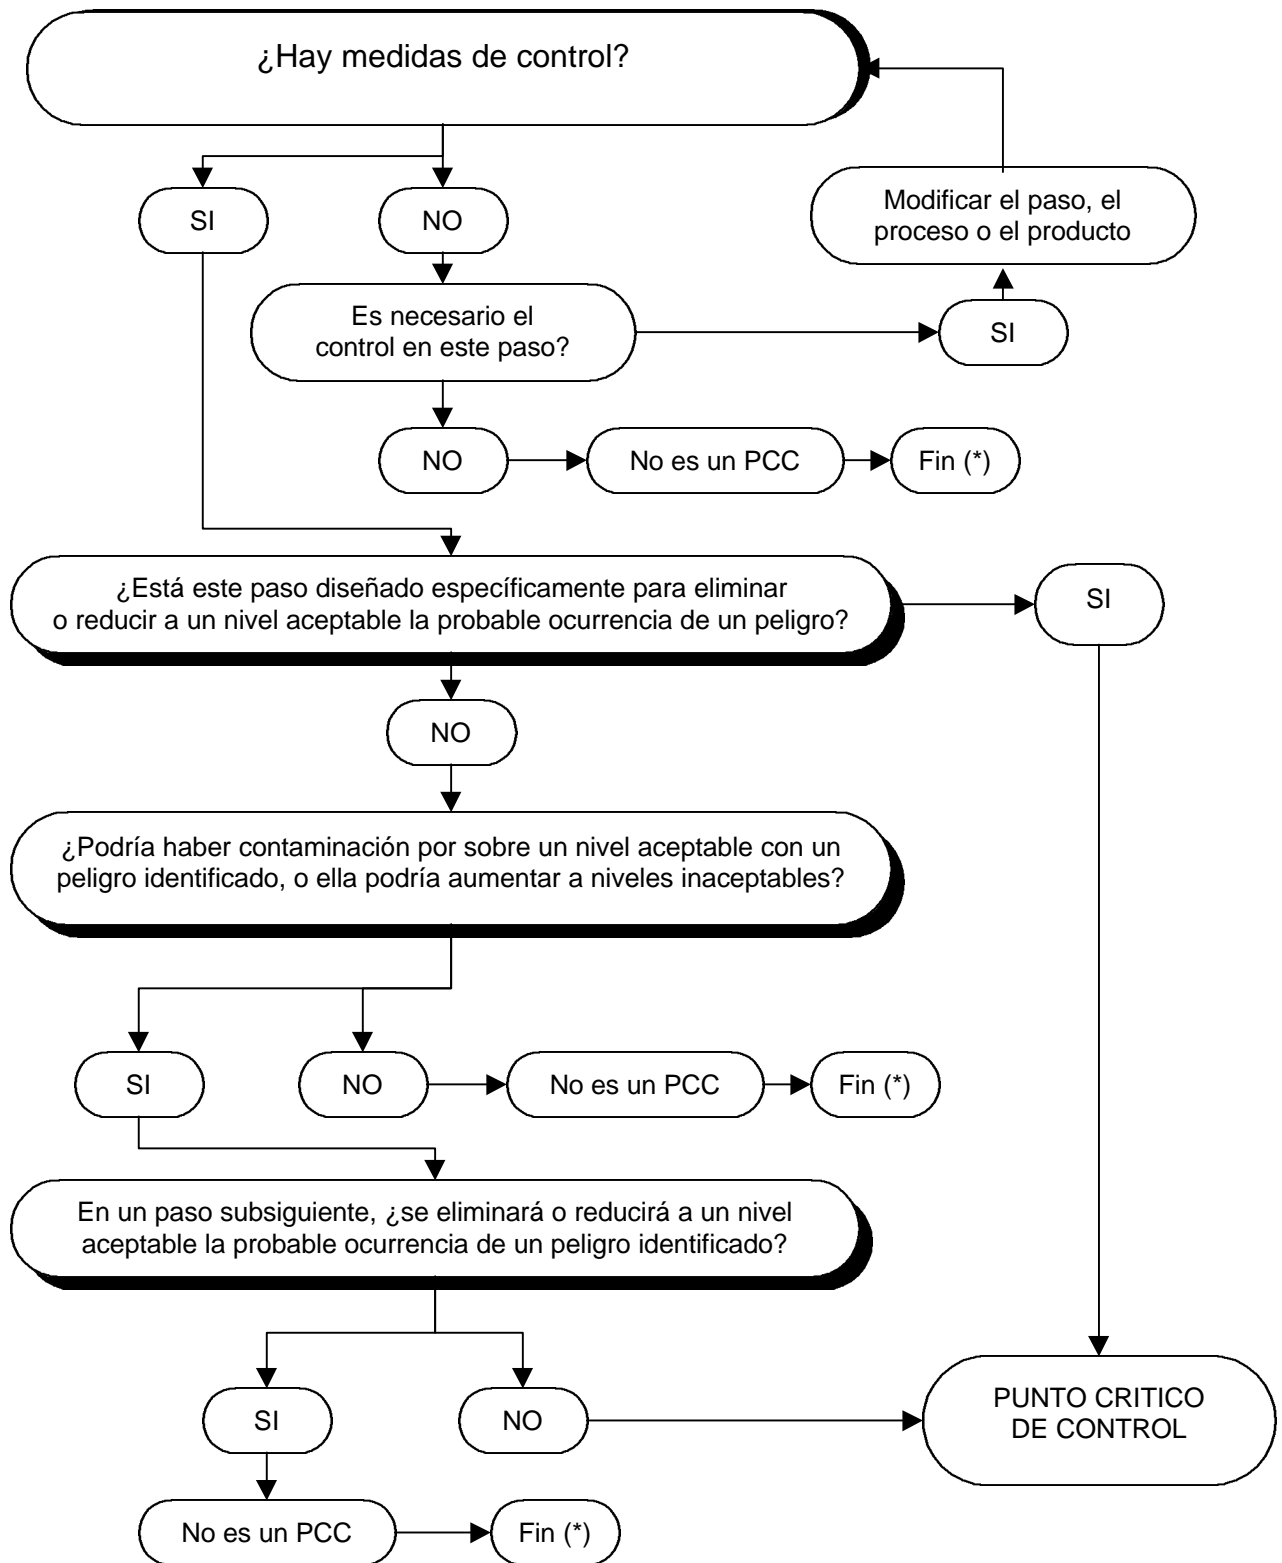 ¿Hay medidas de control?
SI
NO
Modificar el paso, el
proceso o el producto
Es necesario el
control en este paso?
SI
NO
No es un PCC
Fin (*)
¿Está este paso diseñado específicamente para eliminar
o reducir a un nivel aceptable la probable ocurrencia de un peligro?
SI
NO
¿Podría haber contaminación por sobre un nivel aceptable con un
peligro identificado, o ella podría aumentar a niveles inaceptables?
SI
NO
No es un PCC
Fin (*)
En un paso subsiguiente, ¿se eliminará o reducirá a un nivel
aceptable la probable ocurrencia de un peligro identificado?
SI
NO
PUNTO CRITICO
DE CONTROL
No es un PCC
Fin (*)